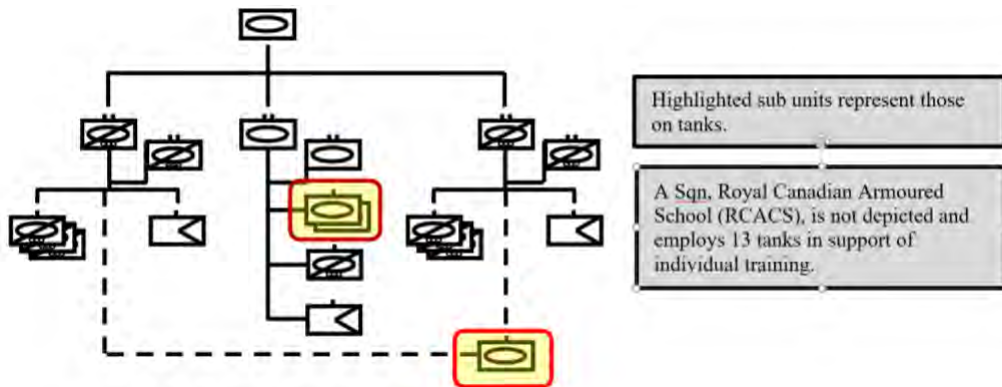 Highlighted sub units represent those
on tanks.
A Sqn, Royal Canadian Armoured
School (RCACS), is not depicted and
employs 13 tanks in support of
individual training.